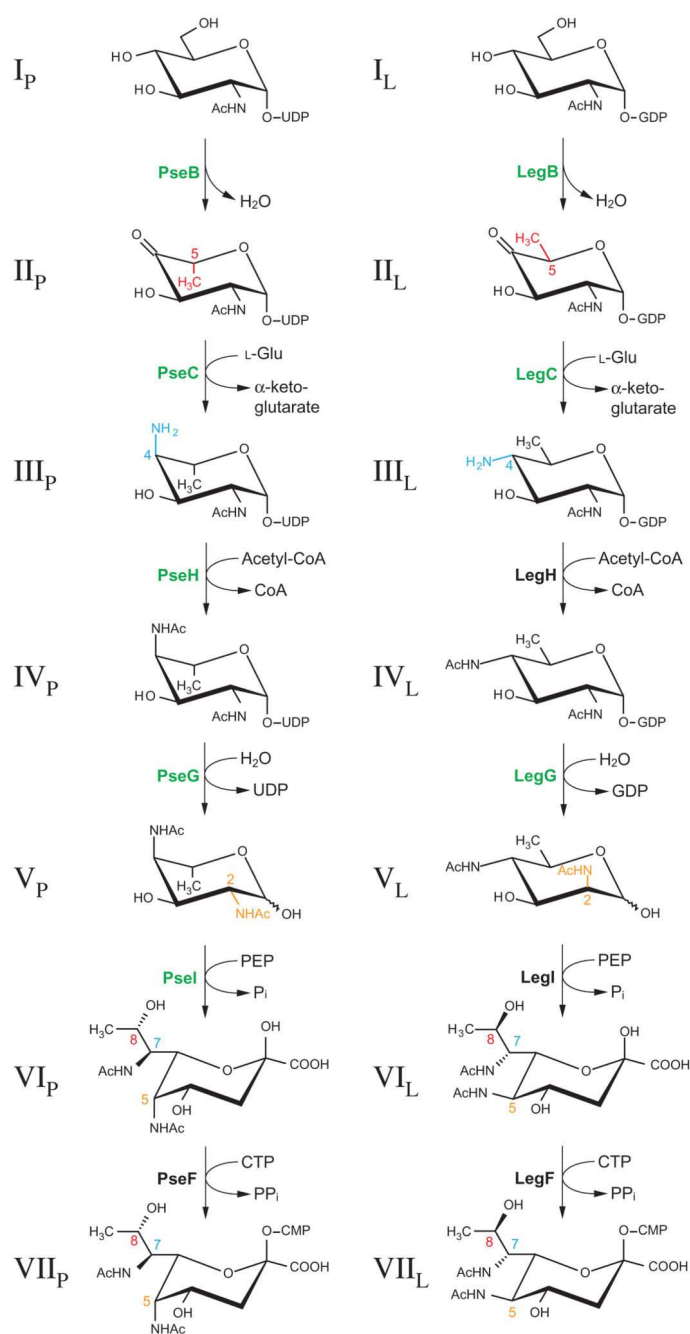 I_P
OH
HO
O
HO
AcHN
O-UDP
PseB
H₂O
II_P
O
5
O
H₃C
HO
AcHN
O-UDP
PseC
L-Glu
α-keto-
glutarate
III_P
NH₂
4
O
H₃C
HO
AcHN
O-UDP
PseH
Acetyl-CoA
CoA
IV_P
NHAc
O
H₃C
HO
AcHN
O-UDP
PseG
H₂O
UDP
V_P
NHAc
O
H₃C
2
HO
NHAc
OH
PseI
PEP
Pi
VI_P
OH
H₃C
8
7
OH
O
COOH
AcHN
5
OH
NHAc
PseF
CTP
PPi
VII_P
OH
H₃C
8
7
O-CMP
O
COOH
AcHN
5
OH
NHAc
I_L
OH
HO
O
HO
AcHN
O-GDP
LegB
H₂O
II_L
O
H₃C
O
5
HO
AcHN
O-GDP
LegC
L-Glu
α-keto-
glutarate
III_L
H₃C
O
H₂N
4
HO
AcHN
O-GDP
LegH
Acetyl-CoA
CoA
IV_L
H₃C
O
AcHN
HO
AcHN
O-GDP
LegG
H₂O
GDP
V_L
H₃C
O
AcHN
AcHN
2
HO
OH
LegI
PEP
Pi
VI_L
OH
H₃C
8
7
OH
O
COOH
AcHN
AcHN
5
OH
LegF
CTP
PPi
VII_L
OH
H₃C
8
7
O-CMP
O
COOH
AcHN
AcHN
5
OH